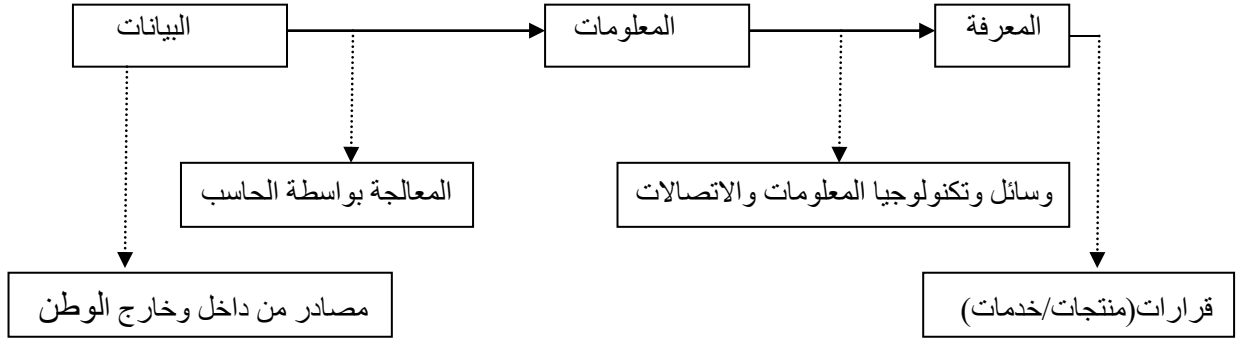 البيانات
المعلومات
المعرفة
المعالجة بواسطة الحاسب
وسائل وتكنولوجيا المعلومات والاتصالات
مصادر من داخل وخارج الوطن
قرارات(منتجات/خدمات)